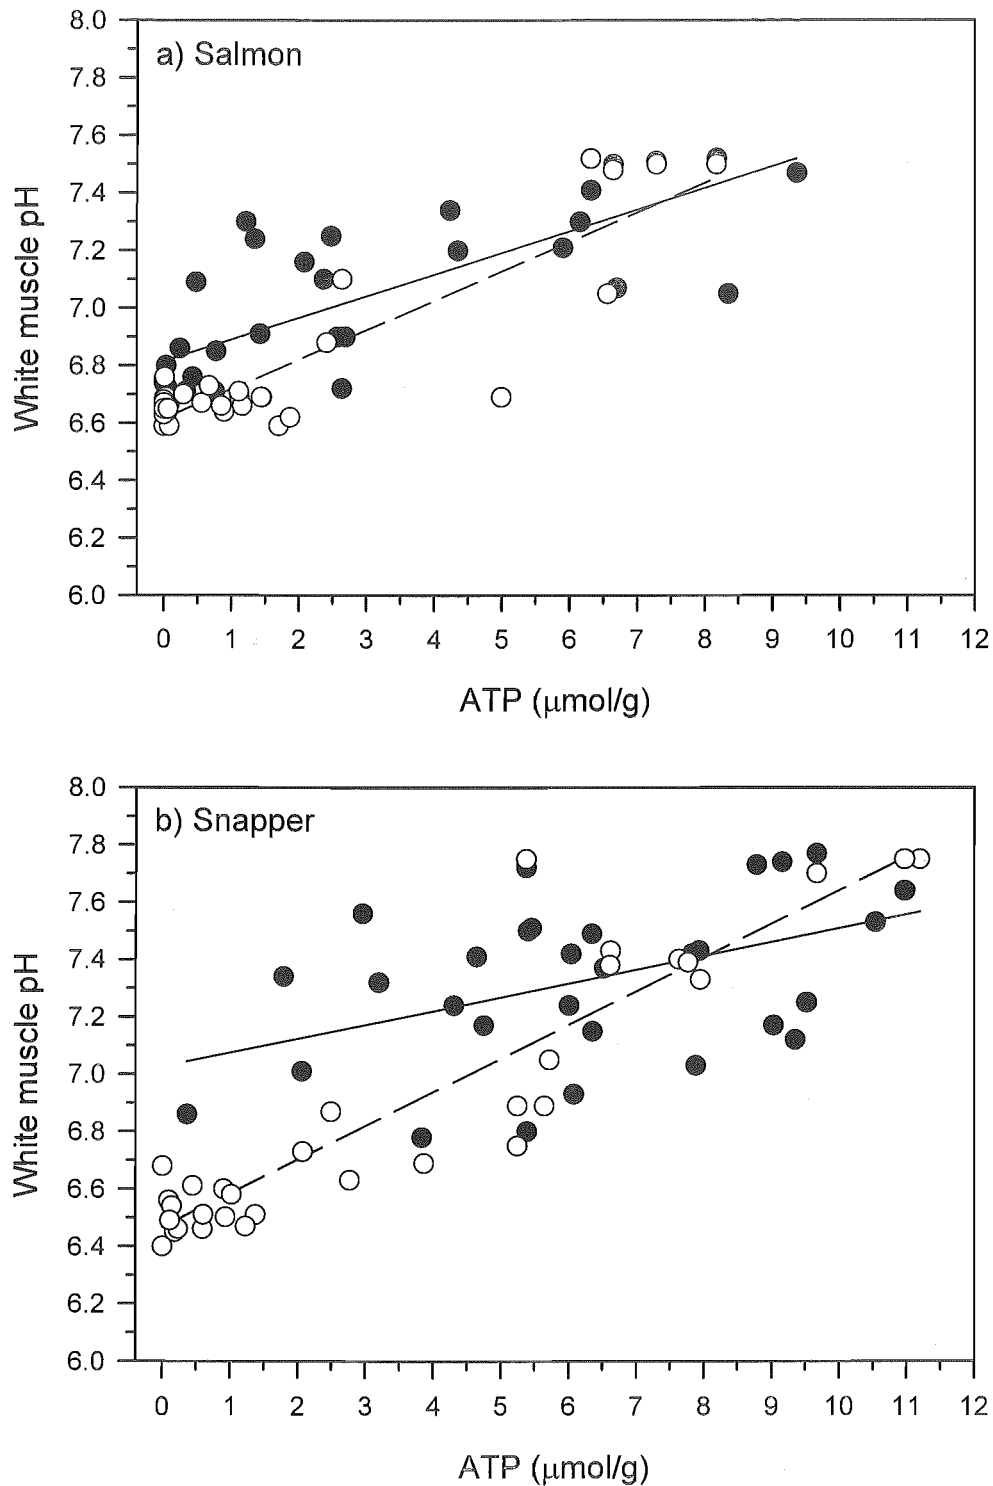 a) Salmon
8.0
7.8
7.6
7.4
7.2
7.0
6.8
6.6
6.4
6.2
6.0
White muscle pH
0 1 2 3 4 5 6 7 8 9 10 11 12
ATP (μmol/g)
b) Snapper
8.0
7.8
7.6
7.4
7.2
7.0
6.8
6.6
6.4
6.2
6.0
White muscle pH
0 1 2 3 4 5 6 7 8 9 10 11 12
ATP (μmol/g)